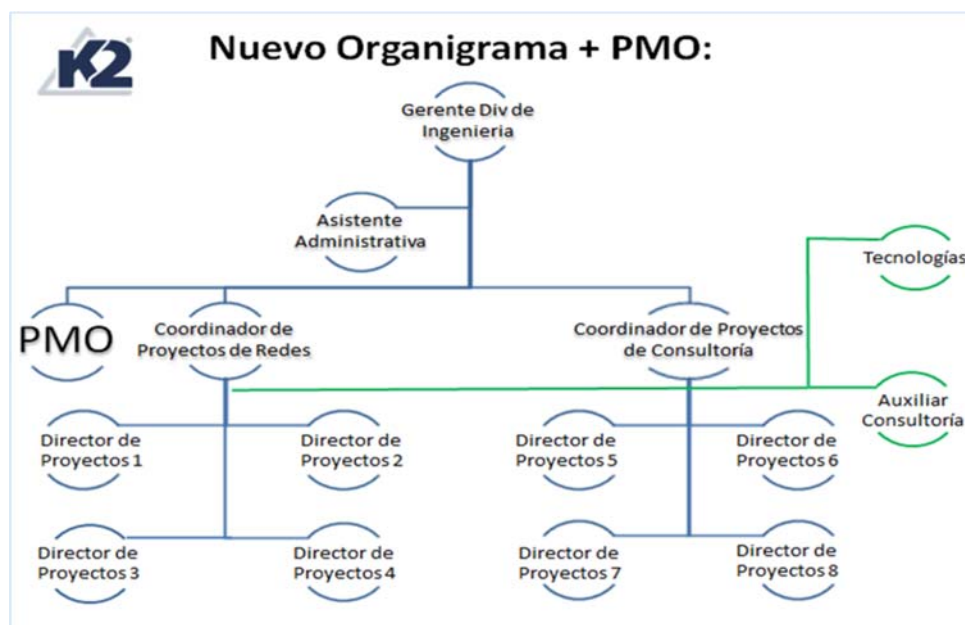 K2
Nuevo Organigrama + PMO:
Gerente Div de
Ingenieria
Asistente
Administrativa
Tecnologías
PMO
Coordinador de
Proyectos de Redes
Coordinador de Proyectos
de Consultoría
Auxiliar
Consultoría
Director de
Proyectos 1
Director de
Proyectos 2
Director de
Proyectos 5
Director de
Proyectos 6
Director de
Proyectos 3
Director de
Proyectos 4
Director de
Proyectos 7
Director de
Proyectos 8